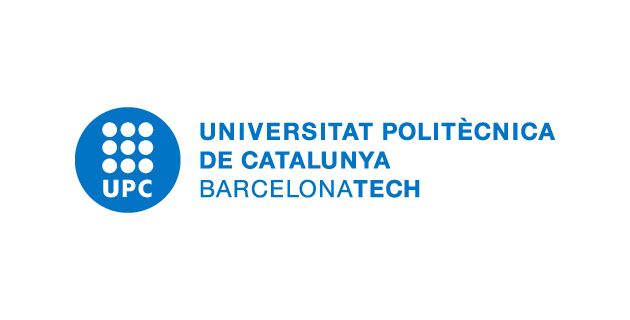 UPC
UNIVERSITAT POLITÈCNICA
DE CATALUNYA
BARCELONATECH